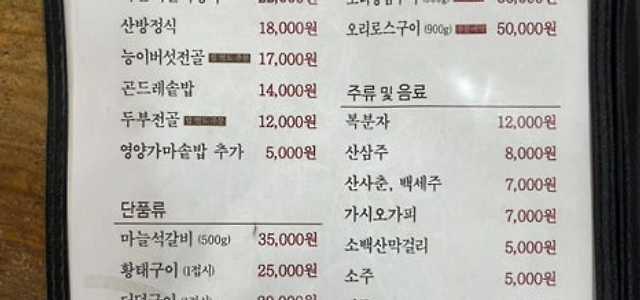 산방정식 18,000원
능이버섯전골 17,000원
곤드레솥밥 14,000원
두부전골 12,000원
영양가마솥밥 추가 5,000원
단품류
마늘석갈비 (500g) 35,000원
황태구이 (1접시) 25,000원
오리로스구이 (900g) 50,000원
주류 및 음료
복분자 12,000원
산삼주 8,000원
산사춘, 백세주 7,000원
가시오가피 7,000원
소백산막걸리 5,000원
소주 5,000원